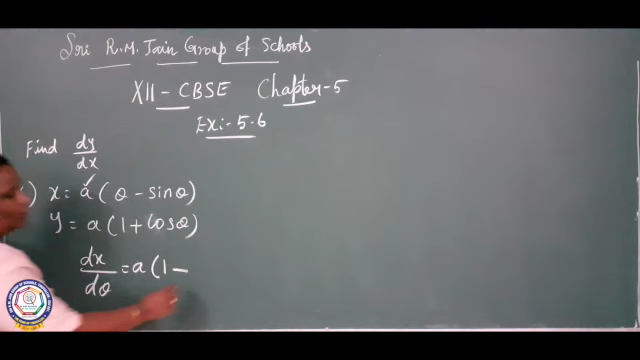 Sri R.M. Jain Group of Schools
XII - CBSE Chapter-5
Ex:- 5.6
Find dy/dx
) x = a ( θ - sinθ )
y = a ( 1 + cosθ )
dx/dθ = a ( 1 -